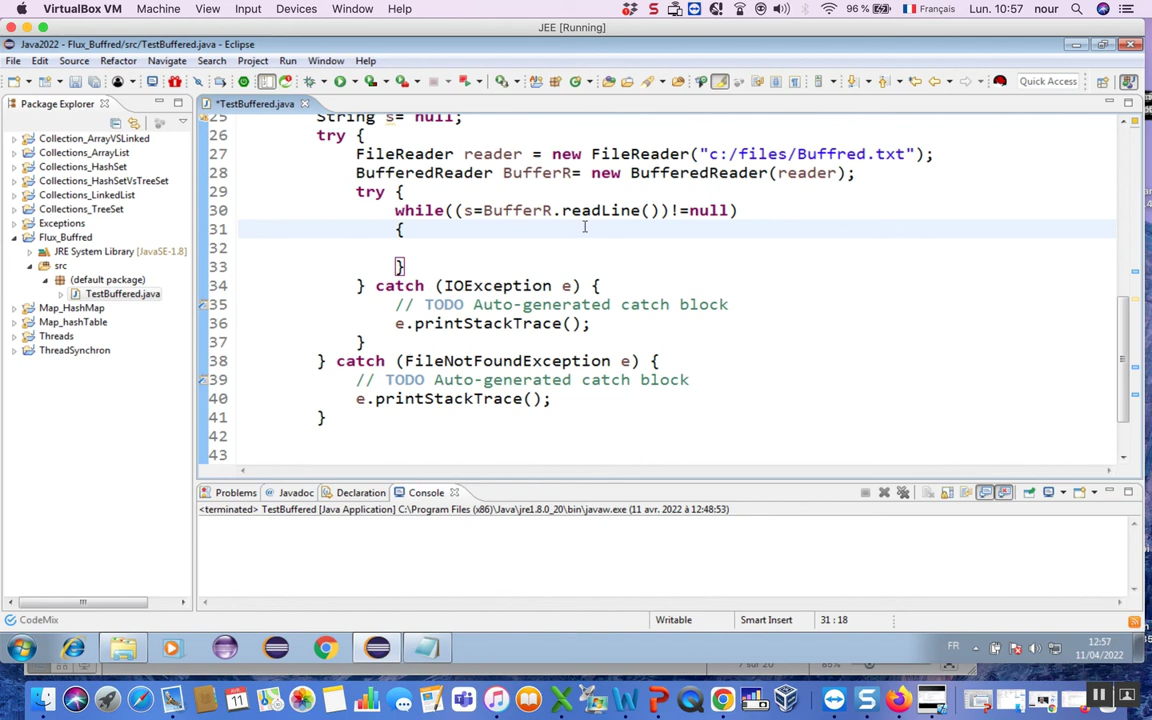 VirtualBox VM Machine View Input Devices Window Help 96 % Français Lun. 10:57 nour
JEE [Running]
Java2022 - Flux_Buffred/src/TestBuffered.java - Eclipse
File Edit Source Refactor Navigate Search Project Run Window Help
Quick Access
Package Explorer
*TestBuffered.java
Collection_ArrayVSLinked
Collections_ArrayList
Collections_HashSet
Collections_HashSetVsTreeSet
Collections_LinkedList
Collections_TreeSet
Exceptions
Flux_Buffred
JRE System Library [JavaSE-1.8]
src
(default package)
TestBuffered.java
Map_HashMap
Map_hashTable
Threads
ThreadSynchron
25 String s= null;
26 try {
27 FileReader reader = new FileReader("c:/files/Buffred.txt");
28 BufferedReader BufferR= new BufferedReader(reader);
29 try {
30 while((s=BufferR.readLine())!=null)
31 {
32
33 }
34 } catch (IOException e) {
35 // TODO Auto-generated catch block
36 e.printStackTrace();
37 }
38 } catch (FileNotFoundException e) {
39 // TODO Auto-generated catch block
40 e.printStackTrace();
41 }
42
43
Problems Javadoc Declaration Console
<terminated> TestBuffered [Java Application] C:\Program Files (x86)\Java\jre1.8.0_20\bin\javaw.exe (11 avr. 2022 à 12:48:53)
CodeMix
Writable Smart Insert 31 : 18
FR
12:57
11/04/2022
7 sur 20 85%